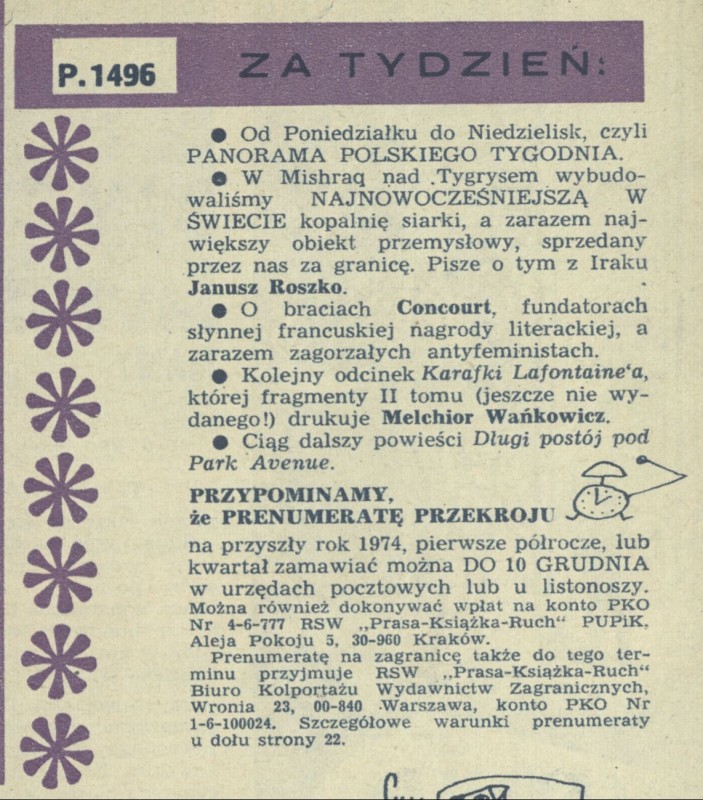 P.1496
ZA TYDZIEŃ:
● Od Poniedziałku do Niedzielisk, czyli
PANORAMA POLSKIEGO TYGODNIA.
● W Mishraq nad Tygrysem wybudo-
waliśmy NAJNOWOCZEŚNIEJSZĄ W
ŚWIECIE kopalnię siarki, a zarazem naj-
większy obiekt przemysłowy, sprzedany
przez nas za granicę. Pisze o tym z Iraku
Janusz Roszko.
● O braciach Concourt, fundatorach
słynnej francuskiej nagrody literackiej, a
zarazem zagorzałych antyfeministach.
● Kolejny odcinek Karafki Lafontaine‘a,
której fragmenty II tomu (jeszcze nie wy-
danego!) drukuje Melchior Wańkowicz.
● Ciąg dalszy powieści Długi postój pod
Park Avenue.
PRZYPOMINAMY,
że PRENUMERATĘ PRZEKROJU
na przyszły rok 1974, pierwsze półrocze, lub
kwartał zamawiać można DO 10 GRUDNIA
w urzędach pocztowych lub u listonoszy.
Można również dokonywać wpłat na konto PKO
Nr 4-6-777 RSW „Prasa-Książka-Ruch“ PUPiK,
Aleja Pokoju 5, 30-960 Kraków.
Prenumeratę na zagranicę także do tego ter-
minu przyjmuje RSW „Prasa-Książka-Ruch“
Biuro Kolportażu Wydawnictw Zagranicznych,
Wronia 23, 00-840 Warszawa, konto PKO Nr
1-6-100024. Szczegółowe warunki prenumeraty
u dołu strony 22.